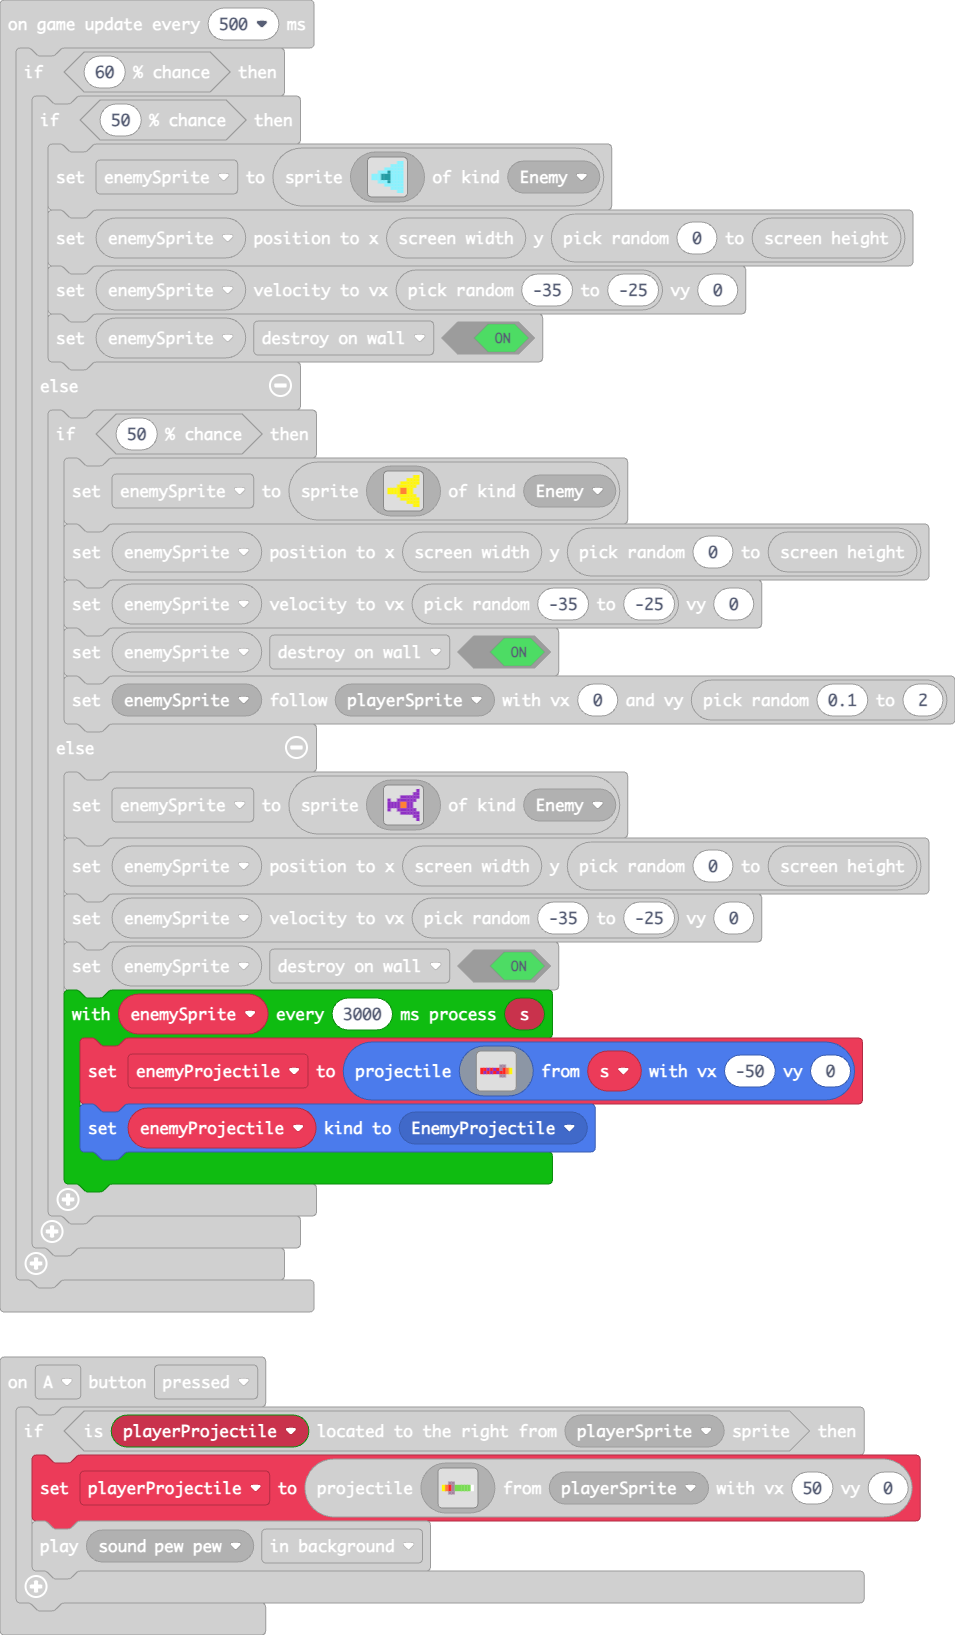 on game update every 500 ms
if 60 % chance then
if 50 % chance then
set enemySprite to sprite of kind Enemy
set enemySprite position to x screen width y pick random 0 to screen height
set enemySprite velocity to vx pick random -35 to -25 vy 0
set enemySprite destroy on wall ON
else
if 50 % chance then
set enemySprite to sprite of kind Enemy
set enemySprite position to x screen width y pick random 0 to screen height
set enemySprite velocity to vx pick random -35 to -25 vy 0
set enemySprite destroy on wall ON
set enemySprite follow playerSprite with vx 0 and vy pick random 0.1 to 2
else
set enemySprite to sprite of kind Enemy
set enemySprite position to x screen width y pick random 0 to screen height
set enemySprite velocity to vx pick random -35 to -25 vy 0
set enemySprite destroy on wall ON
with enemySprite every 3000 ms process s
set enemyProjectile to projectile from s with vx -50 vy 0
set enemyProjectile kind to EnemyProjectile
on A button pressed
if is playerProjectile located to the right from playerSprite sprite then
set playerProjectile to projectile from playerSprite with vx 50 vy 0
play sound pew pew in background